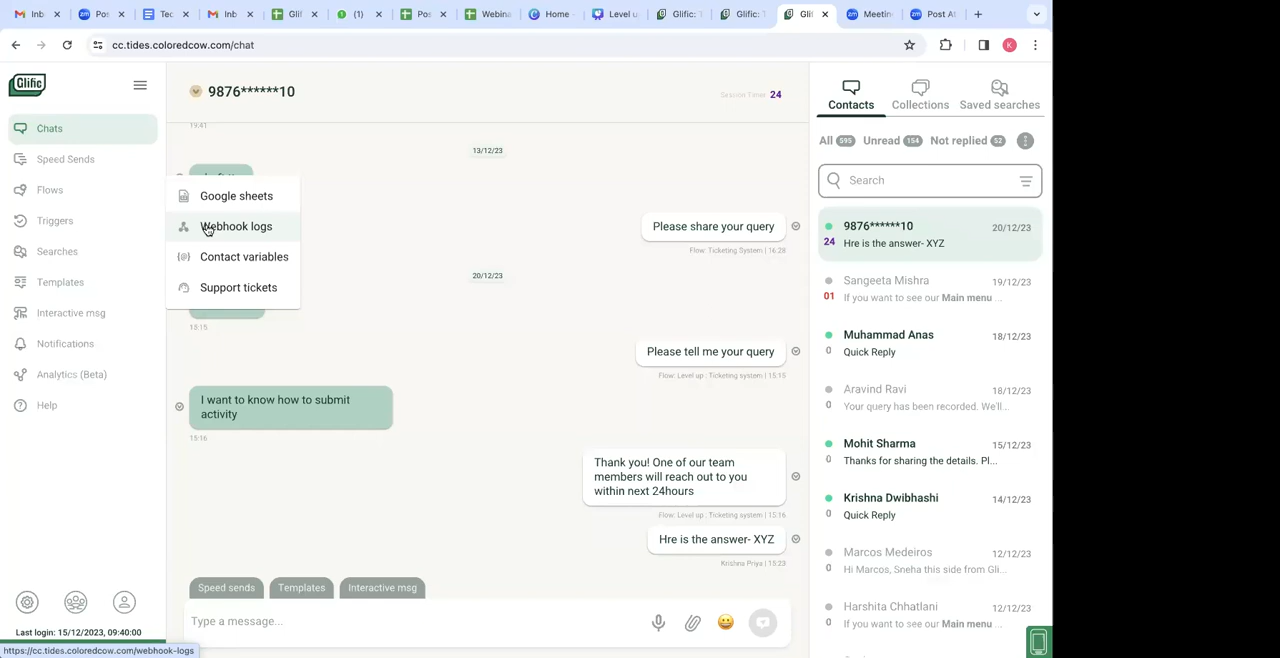 Inb
Pos
Tec
Inb
Glif
(1)
Pos
Webina
Home
Level u
Glific: T
Glific: T
Gli
Meetin
Post At
cc.tides.coloredcow.com/chat
K
Glific
9876******10
Session Timer 24
Contacts
Collections
Saved searches
Chats
Speed Sends
Flows
Triggers
Searches
Templates
Interactive msg
Notifications
Analytics (Beta)
Help
Last login: 15/12/2023, 09:40:00
https://cc.tides.coloredcow.com/webhook-logs
Google sheets
Webhook logs
Contact variables
Support tickets
19:41
13/12/23
Please share your query
Flow: Ticketing System | 16:28
20/12/23
13:15
Please tell me your query
Flow: Level up : Ticketing system | 15:15
I want to know how to submit
activity
15:16
Thank you! One of our team
members will reach out to you
within next 24hours
Flow: Level up : Ticketing system | 15:16
Hre is the answer- XYZ
Krishna Priya | 15:23
Speed sends
Templates
Interactive msg
Type a message...
All 595 Unread 154 Not replied 52
Search
9876******10 20/12/23
24 Hre is the answer- XYZ
Sangeeta Mishra 19/12/23
01 If you want to see our Main menu ...
Muhammad Anas 18/12/23
0 Quick Reply
Aravind Ravi 18/12/23
0 Your query has been recorded. We'll...
Mohit Sharma 15/12/23
0 Thanks for sharing the details. Pl...
Krishna Dwibhashi 14/12/23
0 Quick Reply
Marcos Medeiros 12/12/23
0 Hi Marcos, Sneha this side from Gli...
Harshita Chhatlani 12/12/23
0 If you want to see our Main menu ...